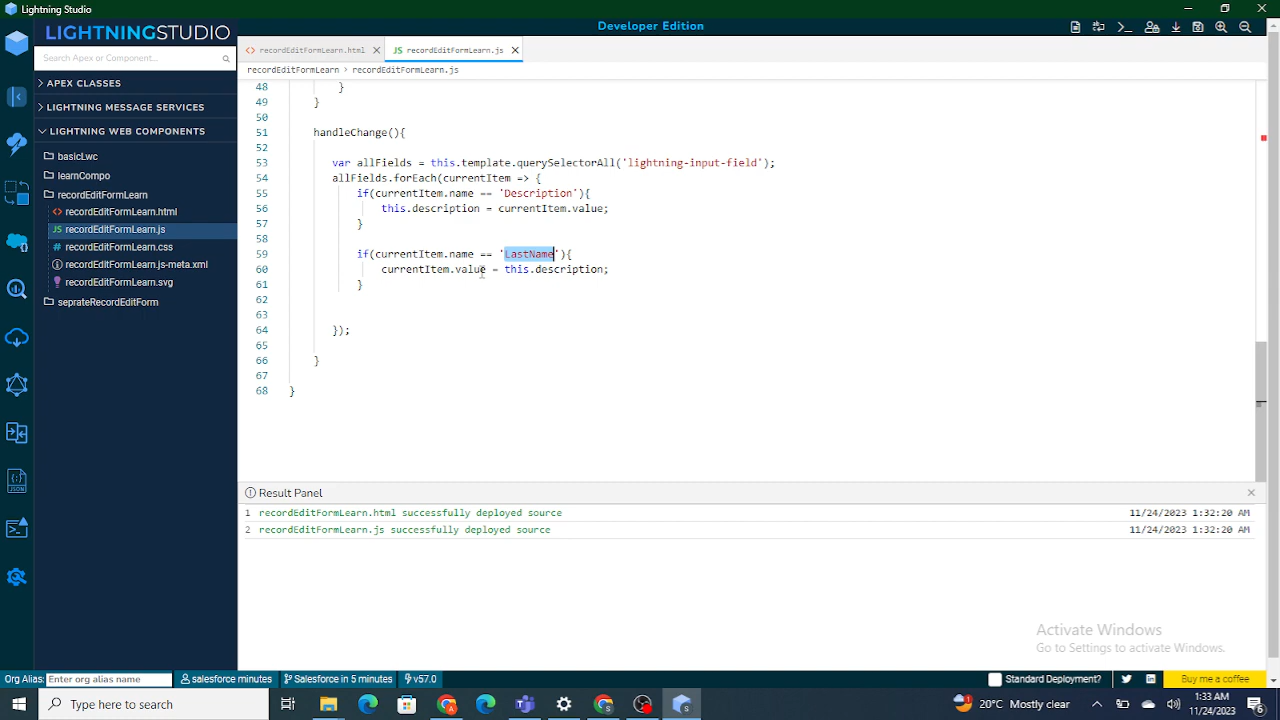 Lightning Studio
LIGHTNINGSTUDIO
Developer Edition
Search Apex or Component...
<> recordEditFormLearn.html
JS recordEditFormLearn.js
recordEditFormLearn > recordEditFormLearn.js
APEX CLASSES
LIGHTNING MESSAGE SERVICES
LIGHTNING WEB COMPONENTS
basicLwc
learnCompo
recordEditFormLearn
<> recordEditFormLearn.html
JS recordEditFormLearn.js
# recordEditFormLearn.css
recordEditFormLearn.js-meta.xml
recordEditFormLearn.svg
seprateRecordEditForm
48 }
49 }
50
51 handleChange(){
52
53 var allFields = this.template.querySelectorAll('lightning-input-field');
54 allFields.forEach(currentItem => {
55 if(currentItem.name == 'Description'){
56 this.description = currentItem.value;
57 }
58
59 if(currentItem.name == 'LastName'){
60 currentItem.value = this.description;
61 }
62
63
64 });
65
66 }
67
68 }
Result Panel
1 recordEditFormLearn.html successfully deployed source 11/24/2023 1:32:20 AM
2 recordEditFormLearn.js successfully deployed source 11/24/2023 1:32:20 AM
JSON
Activate Windows
Go to Settings to activate Windows.
Org Alias: Enter org alias name salesforce minutes Salesforce in 5 minutes v57.0 Standard Deployment? Buy me a coffee
Type here to search
20°C Mostly clear
1:33 AM
11/24/2023
6